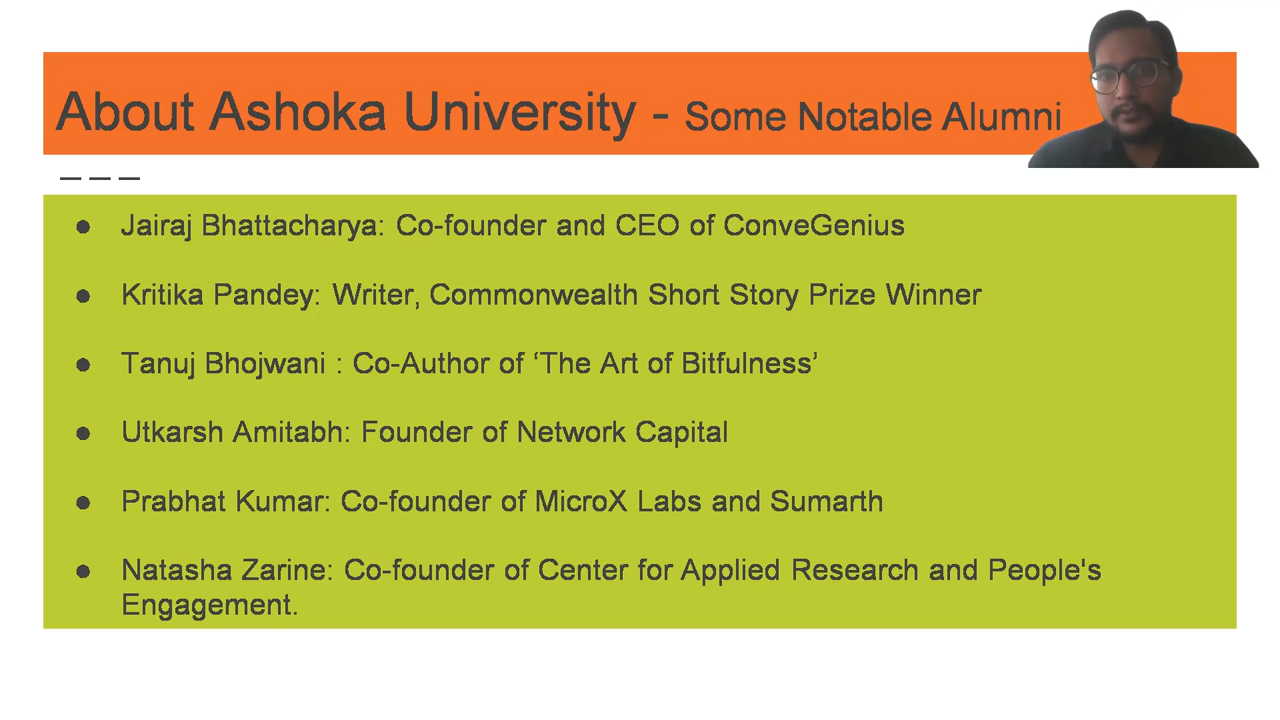 About Ashoka University - Some Notable Alumni
● Jairaj Bhattacharya: Co-founder and CEO of ConveGenius
● Kritika Pandey: Writer, Commonwealth Short Story Prize Winner
● Tanuj Bhojwani : Co-Author of ‘The Art of Bitfulness’
● Utkarsh Amitabh: Founder of Network Capital
● Prabhat Kumar: Co-founder of MicroX Labs and Sumarth
● Natasha Zarine: Co-founder of Center for Applied Research and People's
Engagement.